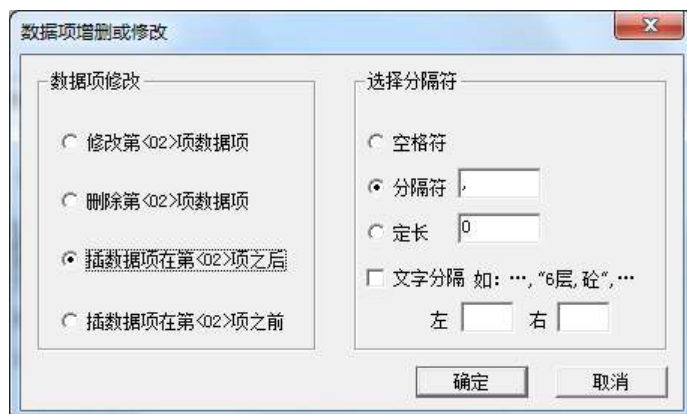 数据项增删或修改
数据项修改
修改第<02>项数据项
删除第<02>项数据项
插数据项在第<02>项之后
插数据项在第<02>项之前
选择分隔符
空格符
分隔符 ,
定长 0
文字分隔 如: …,"6层,砼",…
左 右
确定 取消